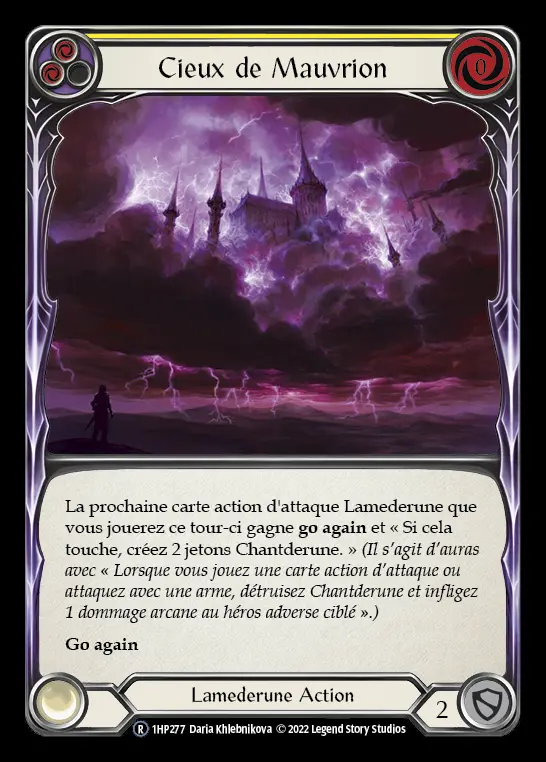 Cieux de Mauvrion
0
La prochaine carte action d'attaque Lamederune que
vous jouerez ce tour-ci gagne go again et « Si cela
touche, créez 2 jetons Chantderune. » (Il s’agit d’auras
avec « Lorsque vous jouez une carte action d’attaque ou
attaquez avec une arme, détruisez Chantderune et infligez
1 dommage arcane au héros adverse ciblé ».)
Go again
Lamederune Action
2
R 1HP277 Daria Khlebnikova © 2022 Legend Story Studios